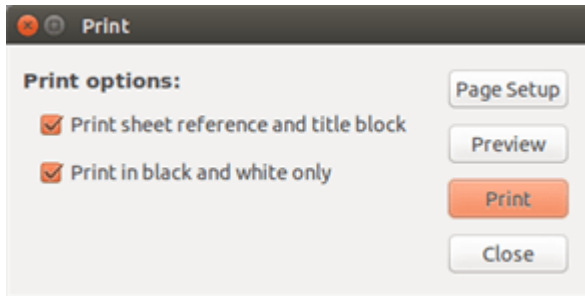 Print
Print options:
Print sheet reference and title block
Print in black and white only
Page Setup
Preview
Print
Close